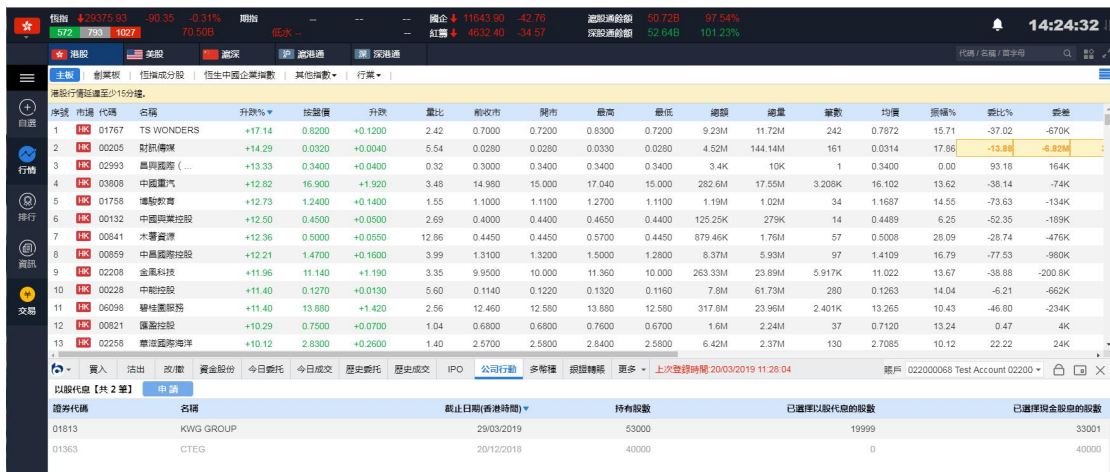 恆指 29375.93 -90.35 -0.31% 期指 -- -- -- 國企 11643.90 -42.76 滬股通餘額 50.72B 97.54%
572 793 1027 70.50B 低水 -- -- 紅籌 4632.40 -34.57 深股通餘額 52.64B 101.23%
14:24:32
港股 美股 滬深 滬 滬港通 深 深港通 代碼 / 名稱 / 首字母
主板 創業板 恆指成分股 恆生中國企業指數 其他指數 行業
港股行情延遲至少15分鐘。
序號 市場 代碼 名稱 升跌% 按盤價 升跌 量比 前收市 開市 最高 最低 總額 總量 筆數 均價 振幅% 委比% 委差
1 HK 01767 TS WONDERS +17.14 0.8200 +0.1200 2.42 0.7000 0.7200 0.8300 0.7200 9.23M 11.72M 242 0.7872 15.71 -37.02 -670K
2 HK 00205 財訊傳媒 +14.29 0.0320 +0.0040 5.54 0.0280 0.0280 0.0330 0.0280 4.52M 144.14M 161 0.0314 17.86 -13.88 -6.82M
3 HK 02993 昌興國際 (... +13.33 0.3400 +0.0400 0.32 0.3000 0.3400 0.3400 0.3400 3.4K 10K 1 0.3400 0.00 93.18 164K
4 HK 03808 中國重汽 +12.82 16.900 +1.920 3.48 14.980 15.000 17.040 15.000 282.6M 17.55M 3.208K 16.102 13.62 -38.14 -74K
5 HK 01758 博駿教育 +12.73 1.2400 +0.1400 1.55 1.1000 1.1100 1.2700 1.1100 1.19M 1.02M 34 1.1687 14.55 -73.63 -134K
6 HK 00132 中國興業控股 +12.50 0.4500 +0.0500 2.69 0.4000 0.4400 0.4650 0.4400 125.25K 279K 14 0.4489 6.25 -52.35 -189K
7 HK 00841 木薯資源 +12.36 0.5000 +0.0550 12.86 0.4450 0.4450 0.5700 0.4450 879.46K 1.76M 57 0.5008 28.09 -28.74 -476K
8 HK 00859 中昌國際控股 +12.21 1.4700 +0.1600 3.99 1.3100 1.3200 1.5000 1.2800 8.37M 5.93M 97 1.4109 16.79 -77.53 -980K
9 HK 02208 金風科技 +11.96 11.140 +1.190 3.35 9.9500 10.000 11.360 10.000 263.33M 23.89M 5.917K 11.022 13.67 -38.88 -200.8K
10 HK 00228 中能控股 +11.40 0.1270 +0.0130 5.60 0.1140 0.1220 0.1320 0.1160 7.8M 61.73M 280 0.1263 14.04 -6.21 -662K
11 HK 06098 碧桂園服務 +11.40 13.880 +1.420 2.56 12.460 12.580 13.880 12.580 317.8M 23.96M 2.401K 13.265 10.43 -46.80 -234K
12 HK 00821 匯盈控股 +10.29 0.7500 +0.0700 1.04 0.6800 0.6800 0.7600 0.6700 1.6M 2.24M 37 0.7120 13.24 0.47 4K
13 HK 02258 華滋國際海洋 +10.12 2.8300 +0.2600 1.40 2.5700 2.5800 2.8400 2.5800 6.42M 2.37M 130 2.7085 10.12 22.22 24K
自選
行情
排行
資訊
交易
買入 沽出 改/撤 資金股份 今日委托 今日成交 歷史委托 歷史成交 IPO 公司行動 多幣種 銀證轉賬 更多 上次登錄時間:20/03/2019 11:28:04 賬戶 022000068 Test Account 02200
以股代息【共 2 筆】 申請
證券代碼 名稱 截止日期(香港時間) 持有股數 已選擇以股代息的股數 已選擇現金股息的股數
01813 KWG GROUP 29/03/2019 53000 19999 33001
01363 CTEG 20/12/2018 40000 0 40000